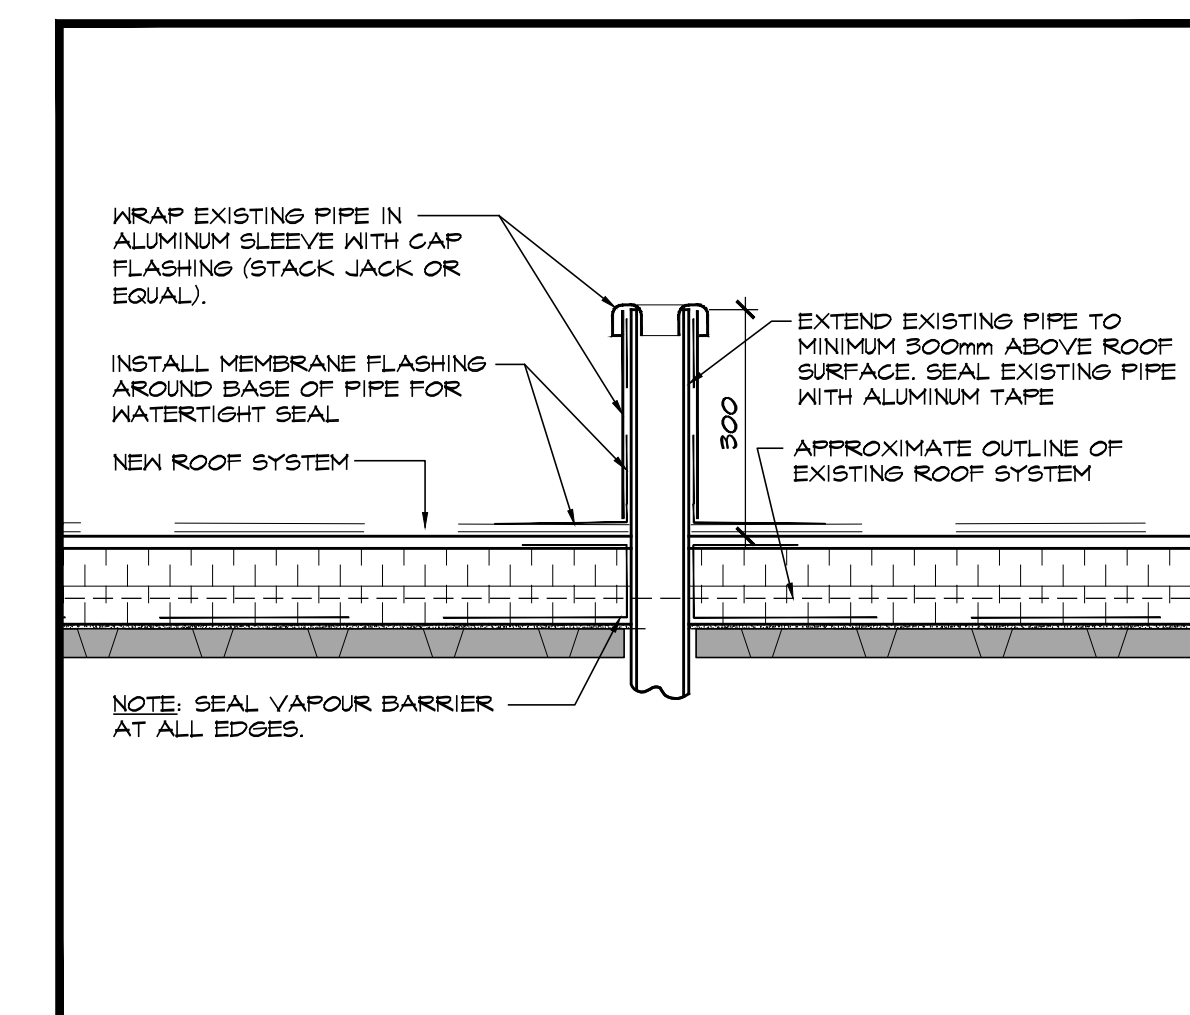 WRAP EXISTING PIPE IN
ALUMINUM SLEEVE WITH CAP
FLASHING (STACK JACK OR
EQUAL).
INSTALL MEMBRANE FLASHING
AROUND BASE OF PIPE FOR
WATERTIGHT SEAL
NEW ROOF SYSTEM
EXTEND EXISTING PIPE TO
MINIMUM 300mm ABOVE ROOF
SURFACE. SEAL EXISTING PIPE
WITH ALUMINUM TAPE
300
APPROXIMATE OUTLINE OF
EXISTING ROOF SYSTEM
NOTE: SEAL VAPOUR BARRIER
AT ALL EDGES.